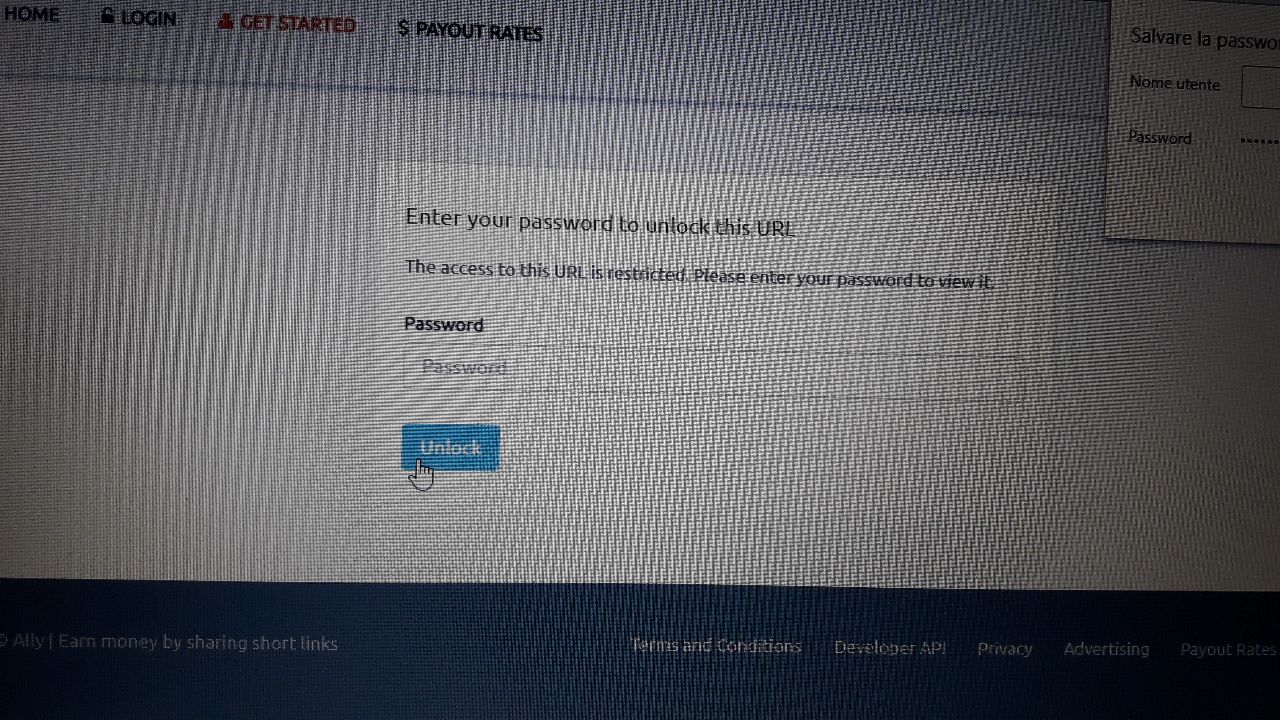 HOME LOGIN GET STARTED $ PAYOUT RATES
Salvare la
Nome utente
Password ••••••
Enter your password to unlock this URL
The access to this URL is restricted. Please enter your password to view it.
Password
Password
Unlock
Ally | Earn money by sharing short links
Terms and Conditions Developer API Privacy Advertising Payout Rates